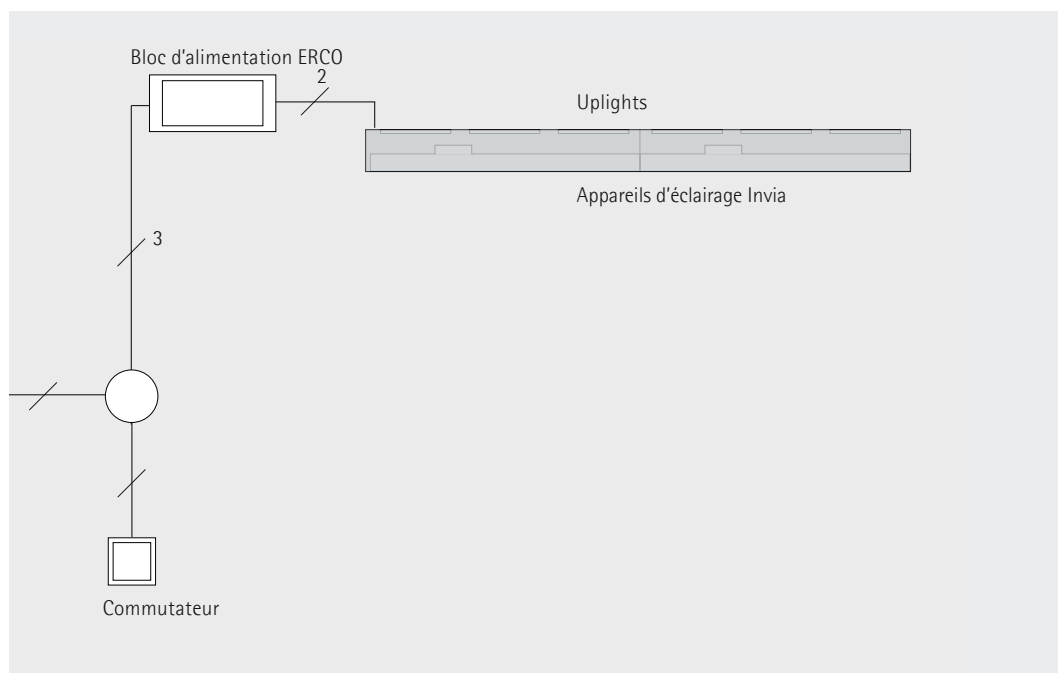 Bloc d'alimentation ERCO
2
Uplights
Appareils d'éclairage Invia
3
Commutateur